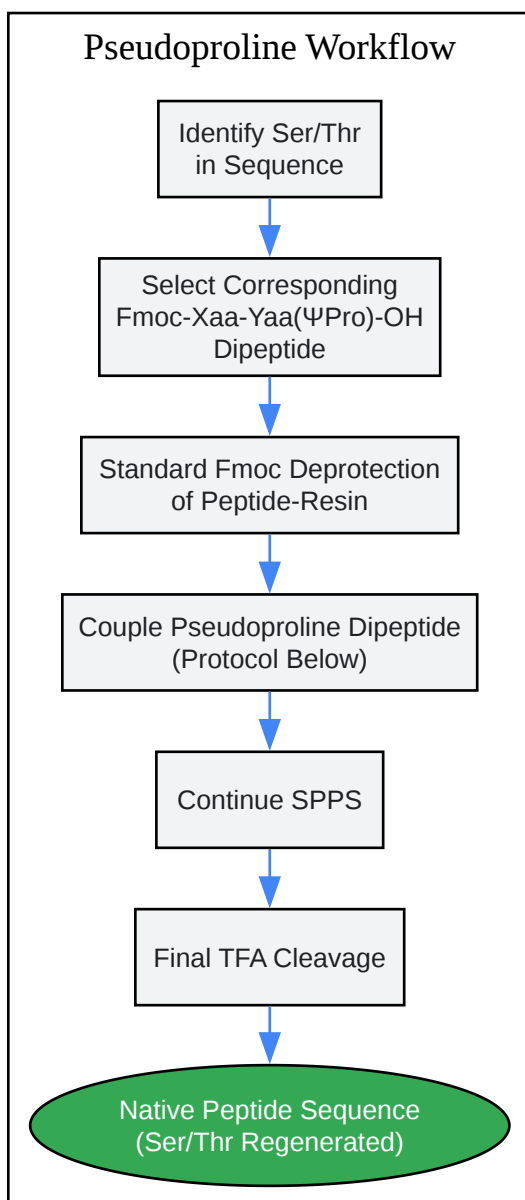 Pseudoproline Workflow
Identify Ser/Thr
in Sequence
Select Corresponding
Fmoc-Xaa-Yaa(ΨPro)-OH
Dipeptide
Standard Fmoc Deprotection
of Peptide-Resin
Couple Pseudoproline Dipeptide
(Protocol Below)
Continue SPPS
Final TFA Cleavage
Native Peptide Sequence
(Ser/Thr Regenerated)